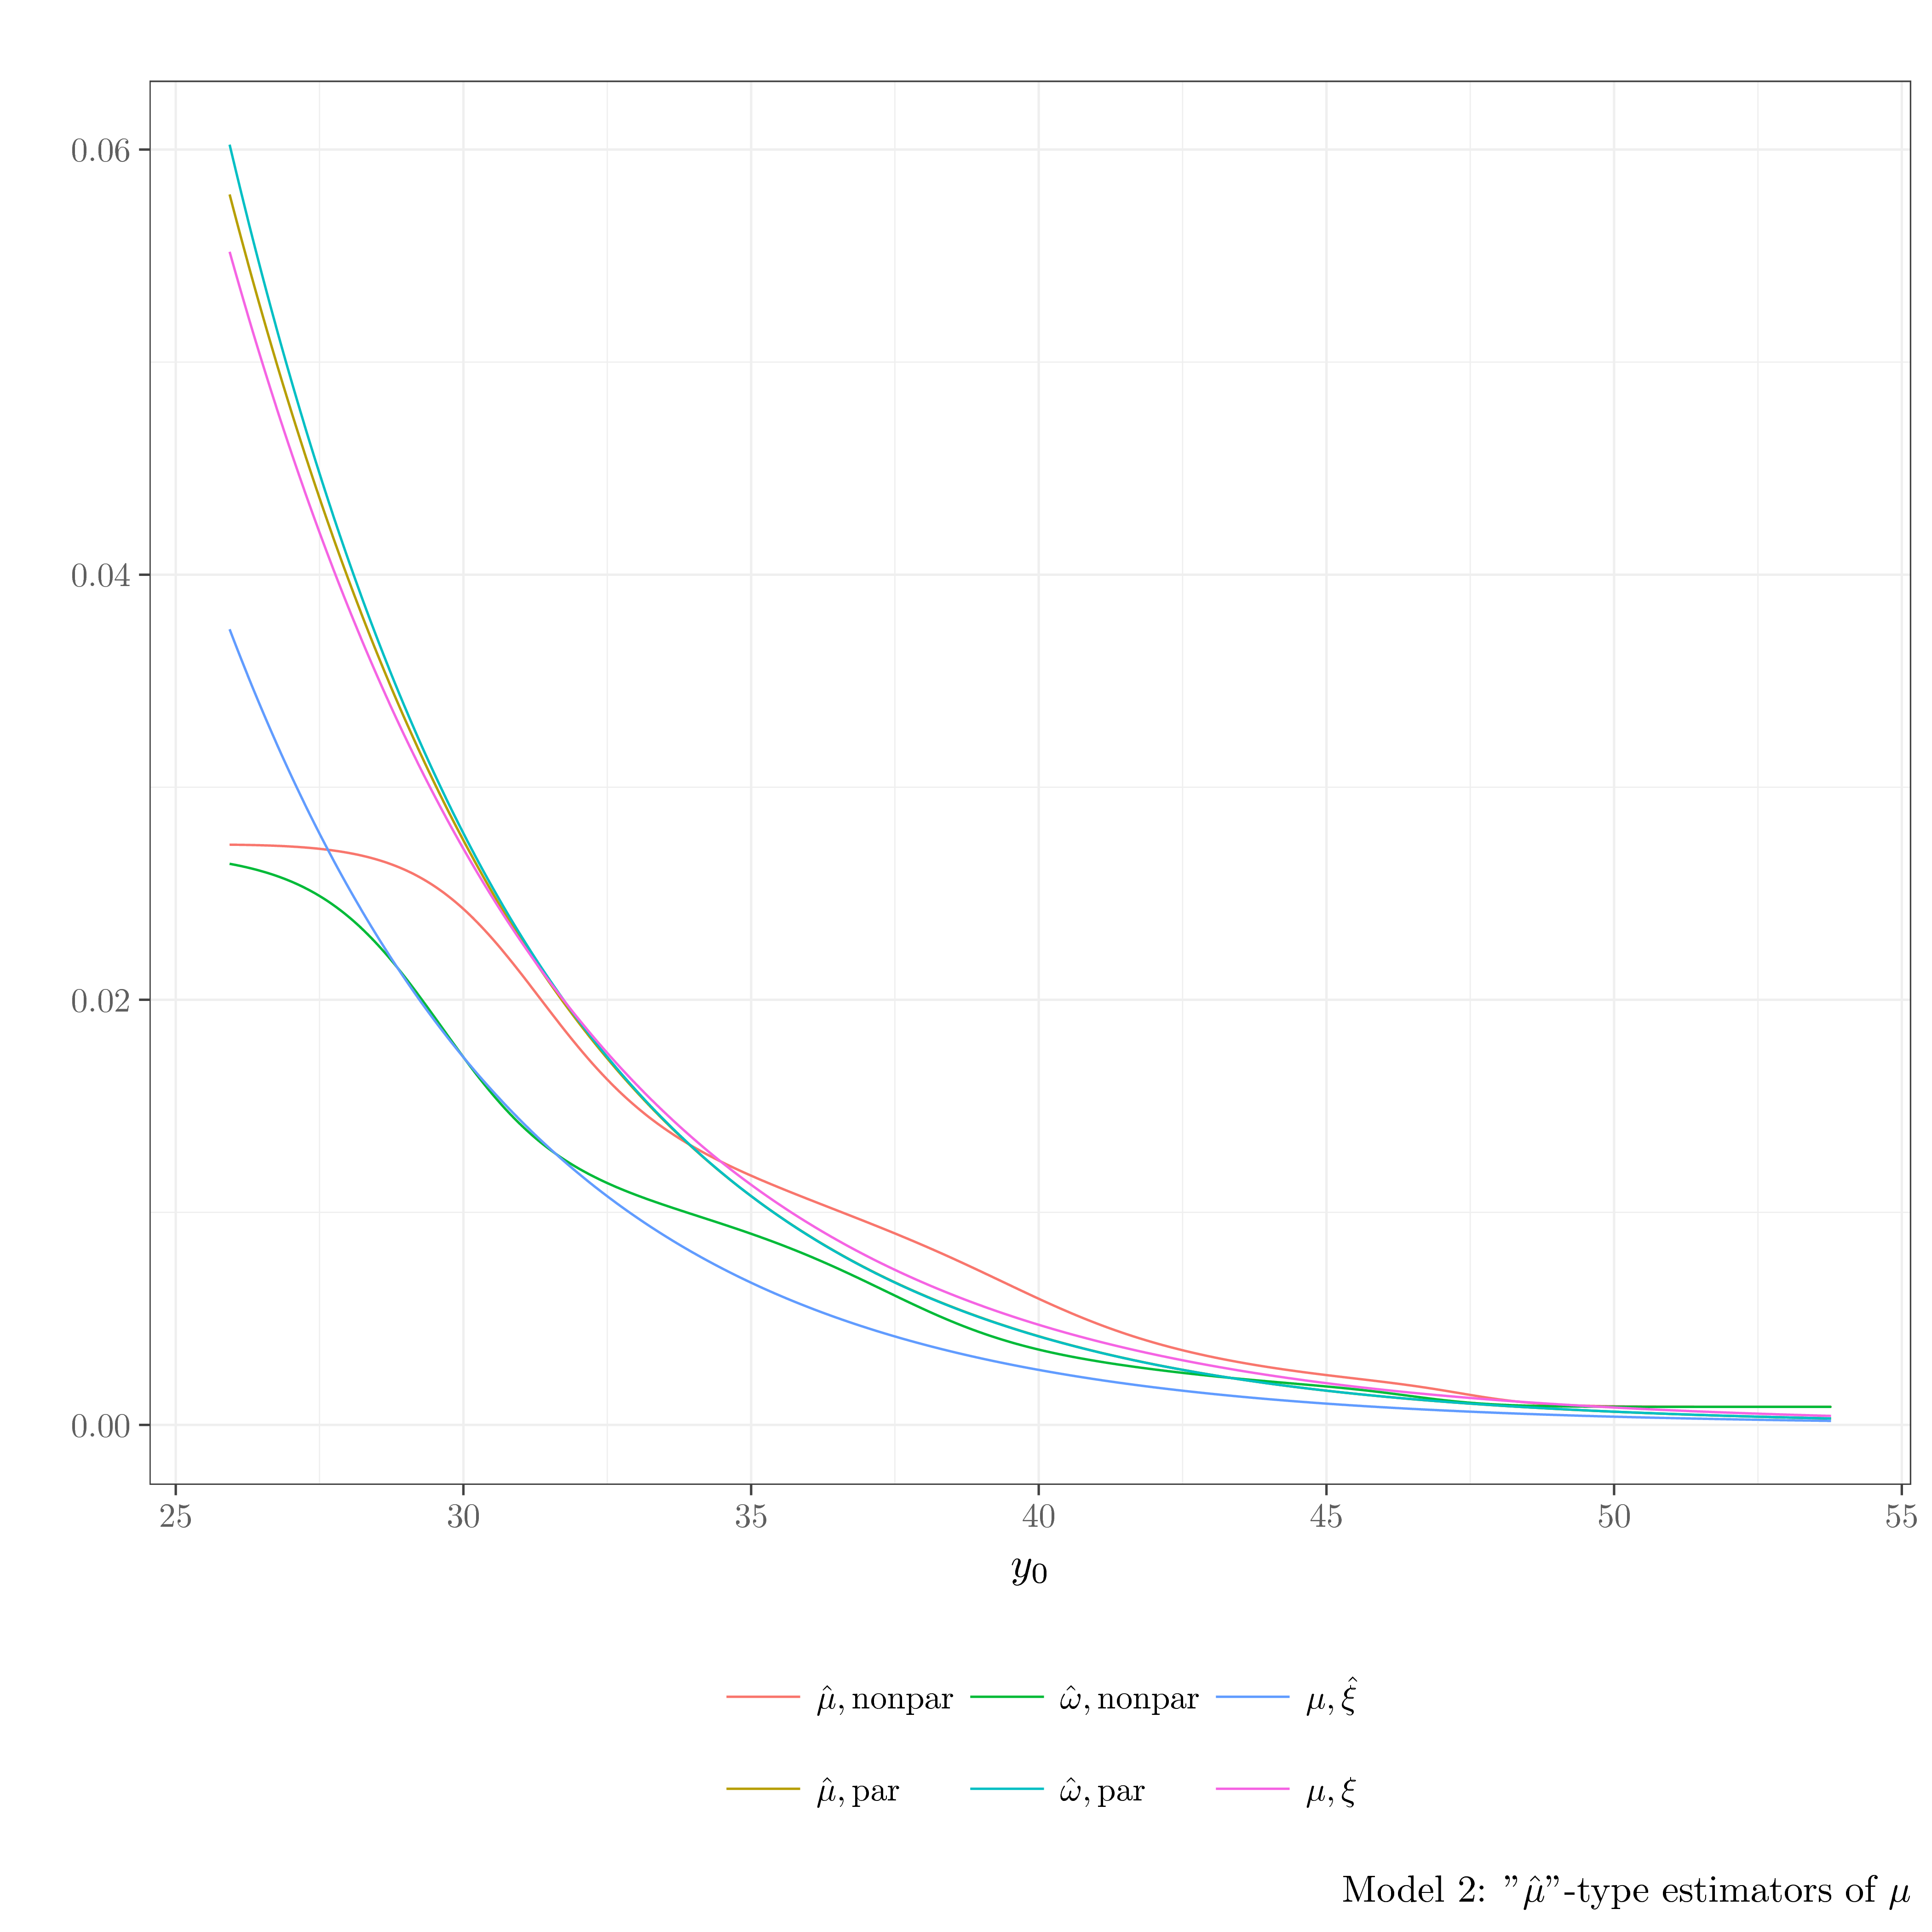 0.06
0.04
0.02
0.00
25 30 35 40 45 50 55
y₀
μ̂, nonpar ω̂, nonpar μ, ξ̂
μ̂, par ω̂, par μ, ξ
Model 2: ”μ̂”-type estimators of μ